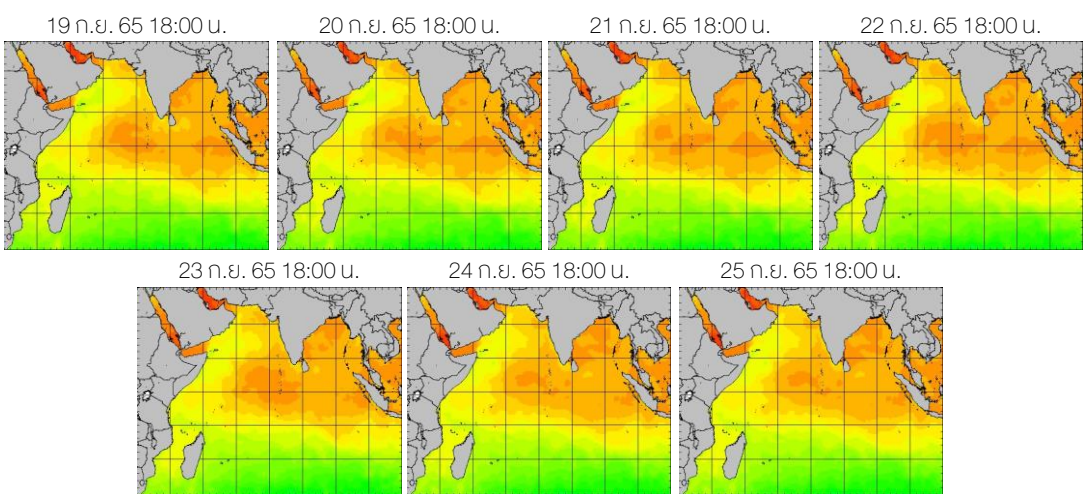 19 ก.ย. 65 18:00 น.
20 ก.ย. 65 18:00 น.
21 ก.ย. 65 18:00 น.
22 ก.ย. 65 18:00 น.
23 ก.ย. 65 18:00 น.
24 ก.ย. 65 18:00 น.
25 ก.ย. 65 18:00 น.